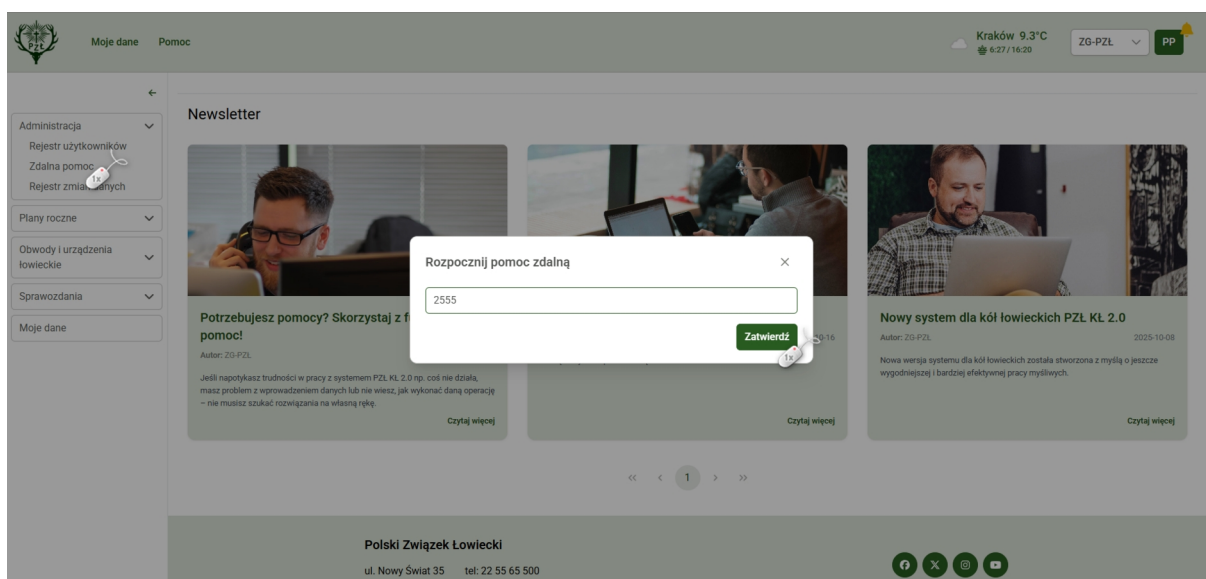 PZŁ
Moje dane Pomoc
Kraków 9.3°C
6:27/16:20
ZG-PZŁ
PP
Administracja
Rejestr użytkowników
Zdalna pomoc
Rejestr zmian danych
1x
Plany roczne
Obwody i urządzenia
łowieckie
Sprawozdania
Moje dane
Newsletter
Rozpocznij pomoc zdalną
2555
Zatwierdź
1x
Potrzebujesz pomocy? Skorzystaj z
pomoc!
Autor: ZG-PZŁ
Jeśli napotykasz trudności w pracy z systemem PZŁ KŁ 2.0 np. coś nie działa,
masz problem z wprowadzeniem danych lub nie wiesz, jak wykonać daną operację
– nie musisz szukać rozwiązania na własną rękę.
Czytaj więcej
0-16
Czytaj więcej
Nowy system dla kół łowieckich PZŁ KŁ 2.0
Autor: ZG-PZŁ 2025-10-08
Nowa wersja systemu dla kół łowieckich została stworzona z myślą o jeszcze
wygodniejszej i bardziej efektywnej pracy myśliwych.
Czytaj więcej
<< < 1 > >>
Polski Związek Łowiecki
ul. Nowy Świat 35 tel: 22 55 65 500